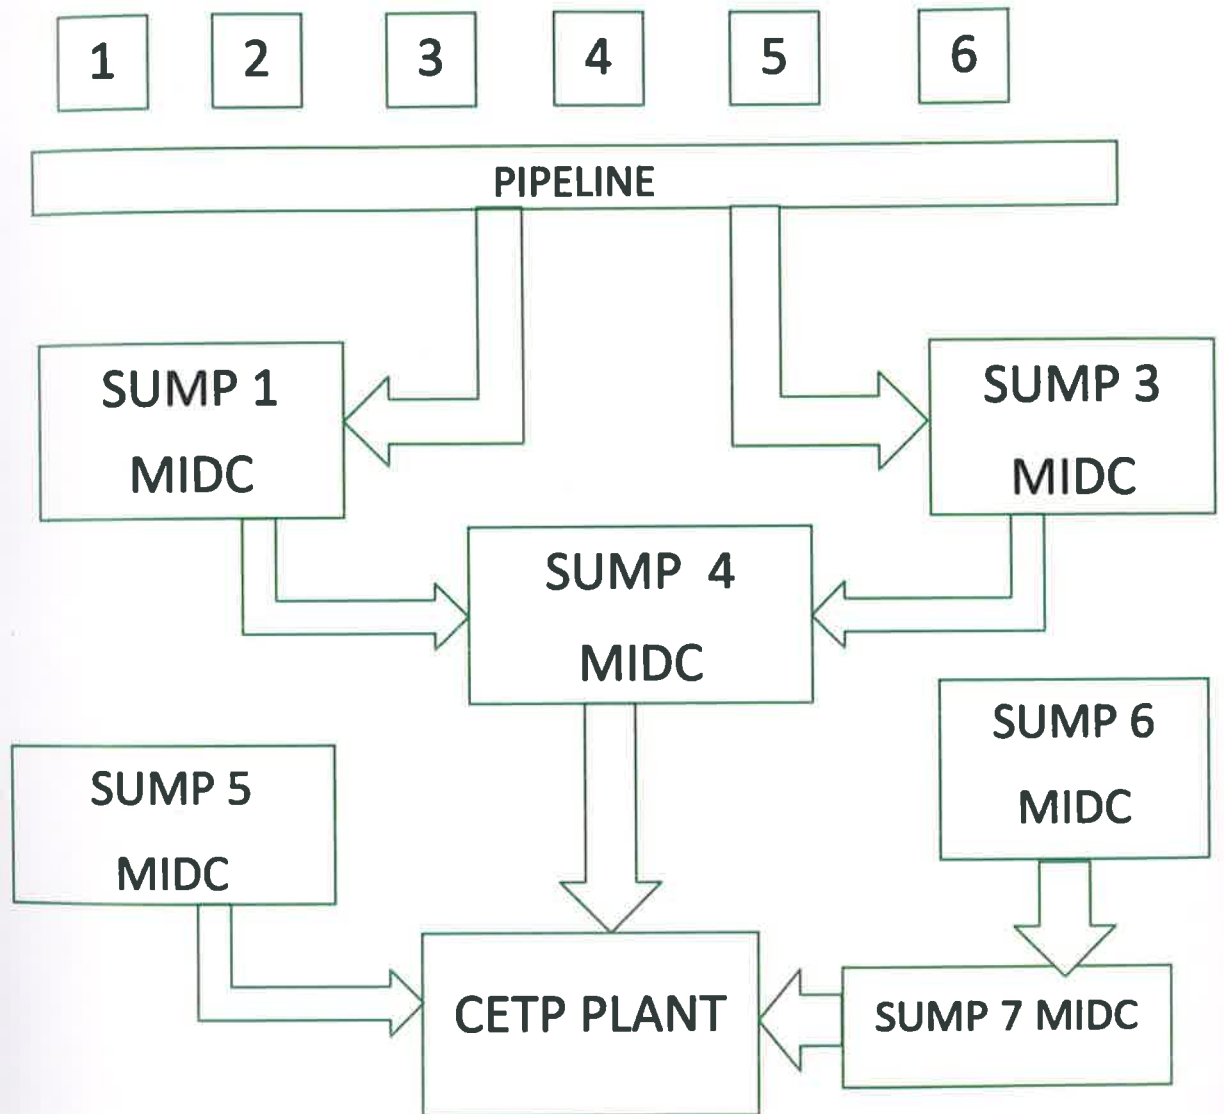 1 2 3 4 5 6
PIPELINE
SUMP 1
MIDC
SUMP 3
MIDC
SUMP 4
MIDC
SUMP 5
MIDC
SUMP 6
MIDC
CETP PLANT
SUMP 7 MIDC